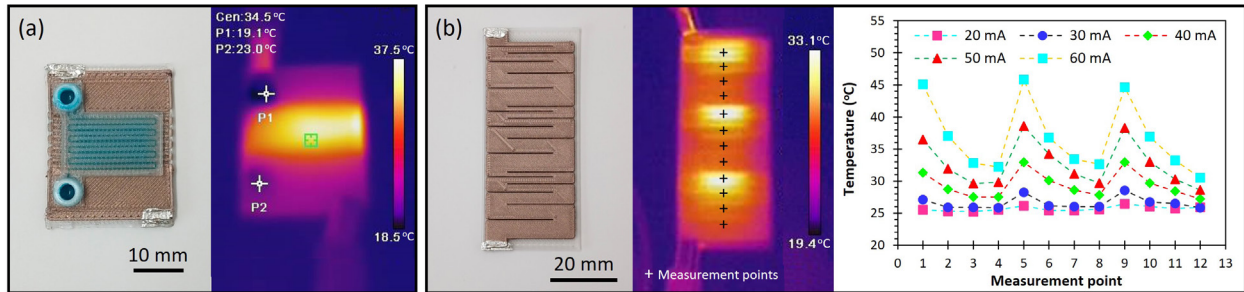 (a)
Cen:34.5℃
P1:19.1℃
P2:23.0℃
37.5℃
P1
P2
18.5℃
10 mm
(b)
33.1℃
19.4℃
20 mm
+ Measurement points
Temperature (℃)
55
50
45
40
35
30
25
20
20 mA 30 mA 40 mA
50 mA 60 mA
0 1 2 3 4 5 6 7 8 9 10 11 12 13
Measurement point